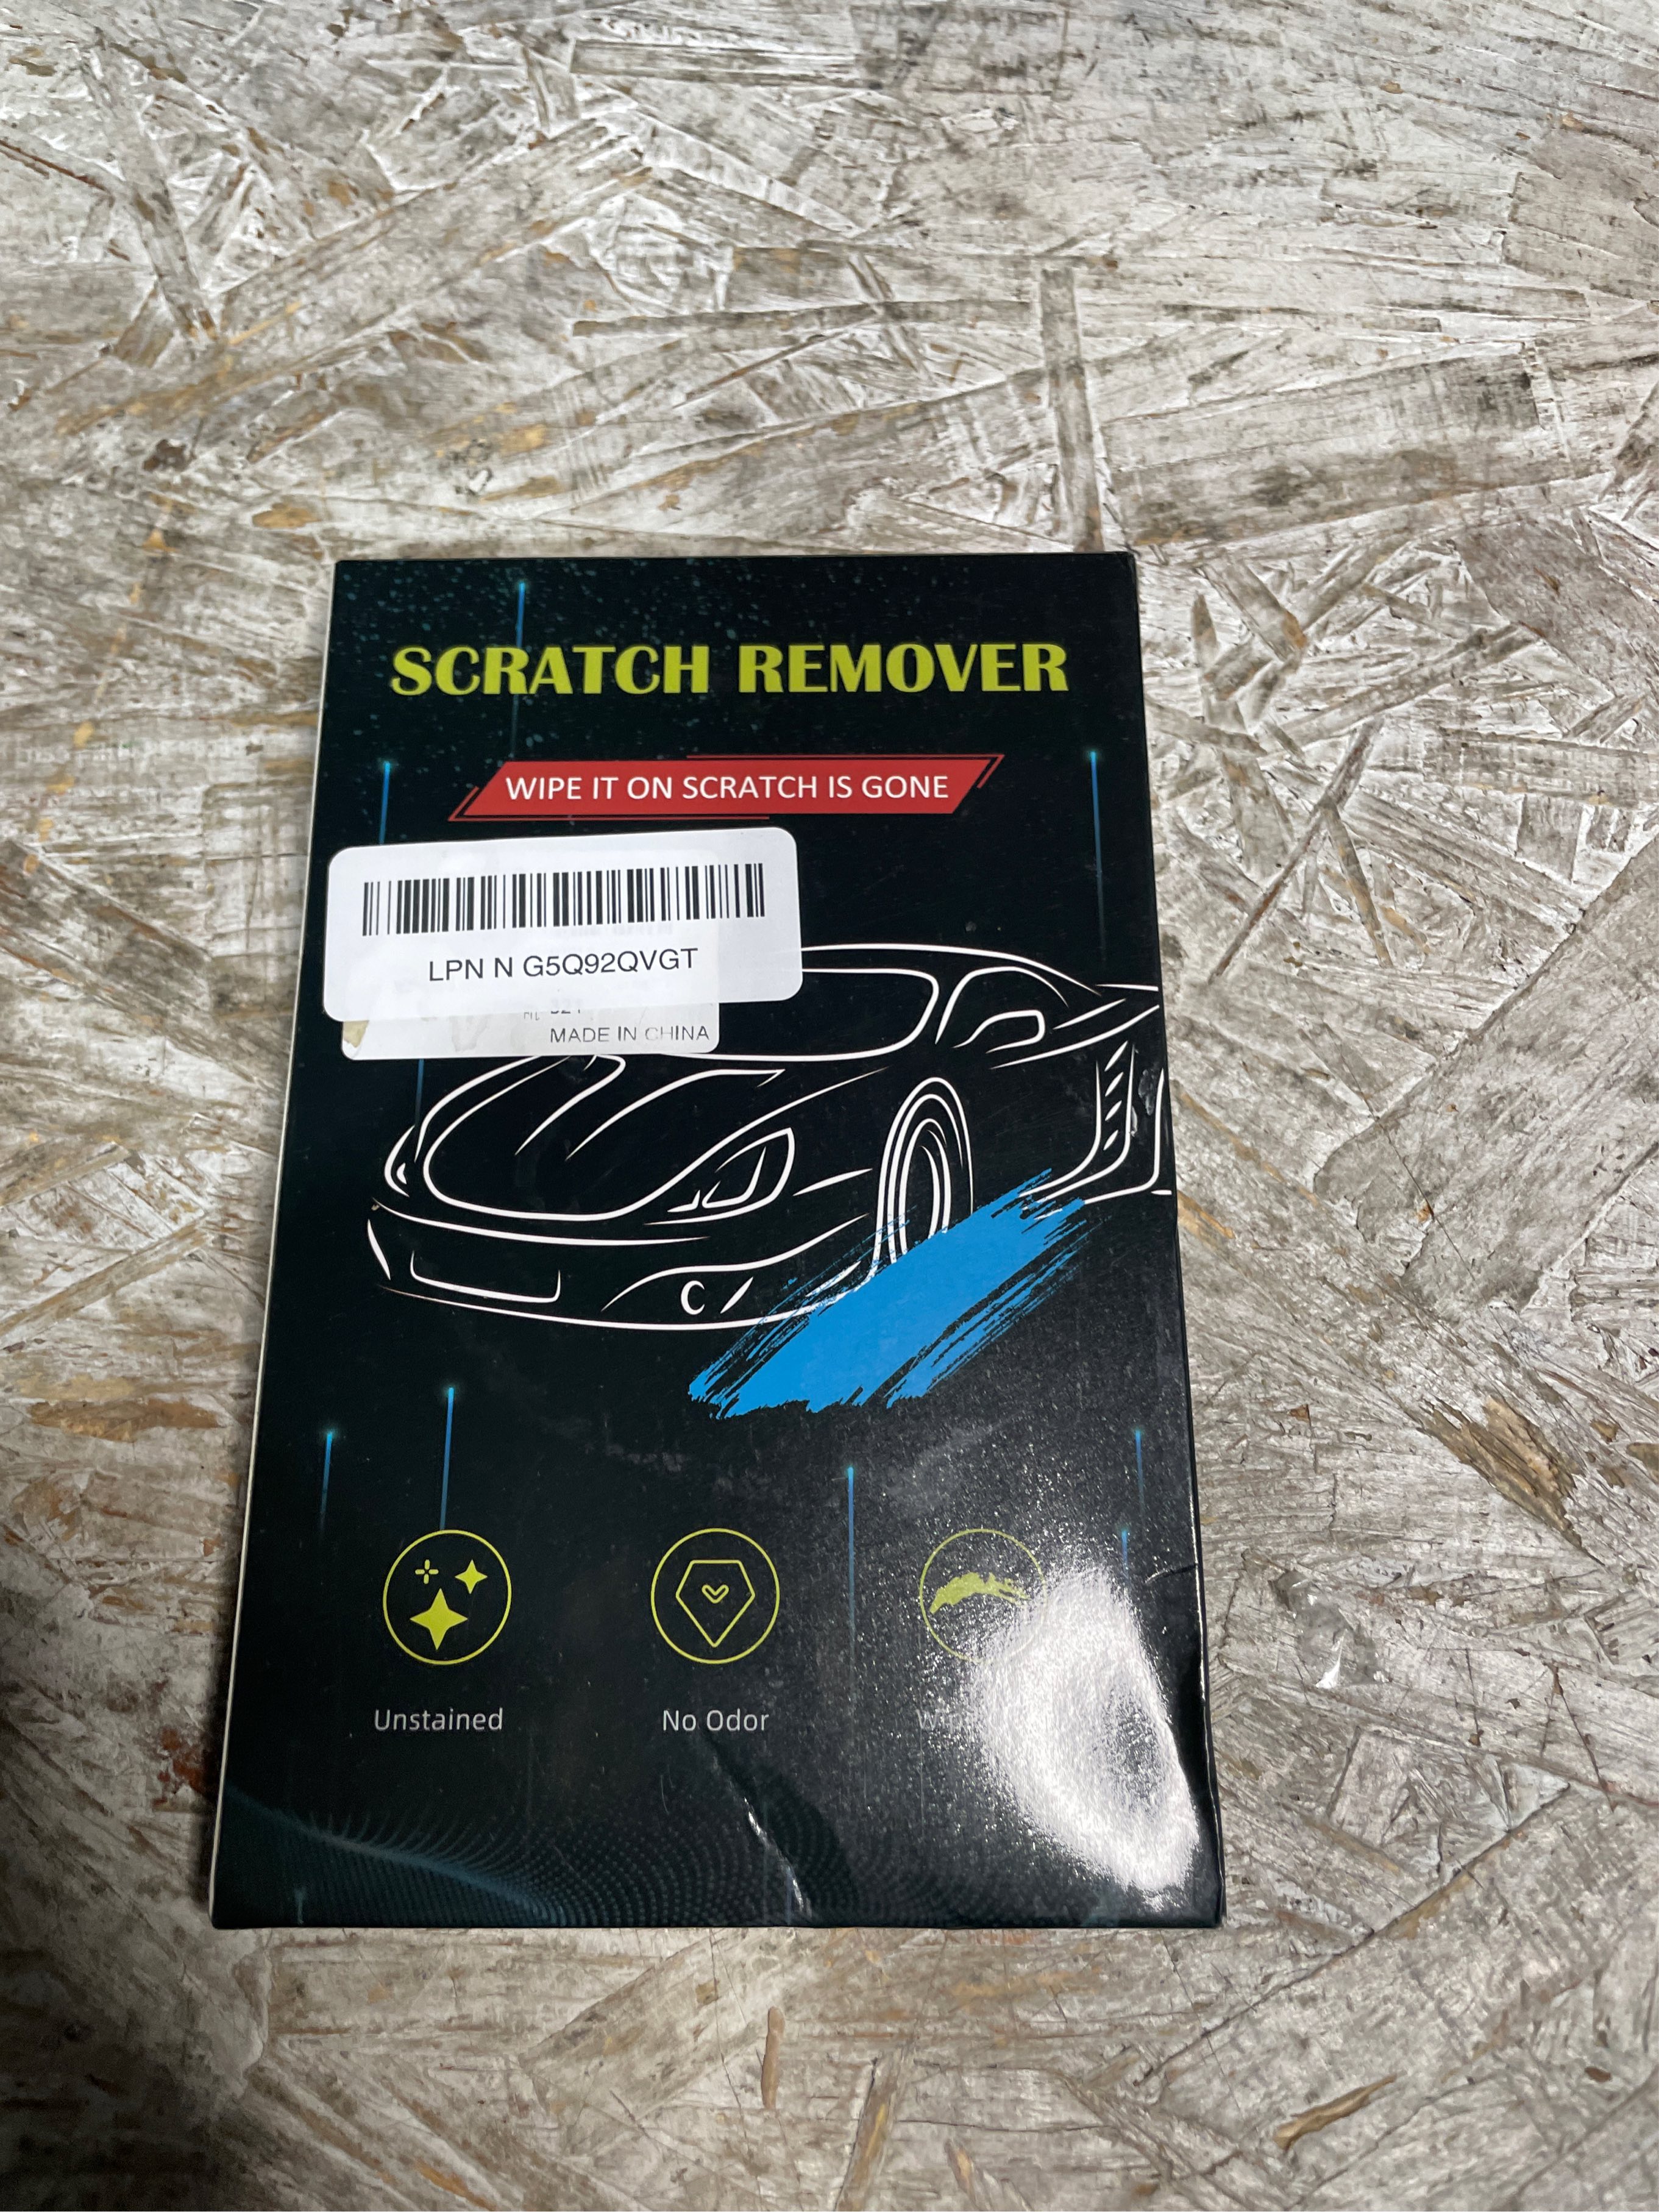 SCRATCH REMOVER
WIPE IT ON SCRATCH IS GONE
LPN N G5Q92QVGT
MADE IN CHINA
Unstained
No Odor